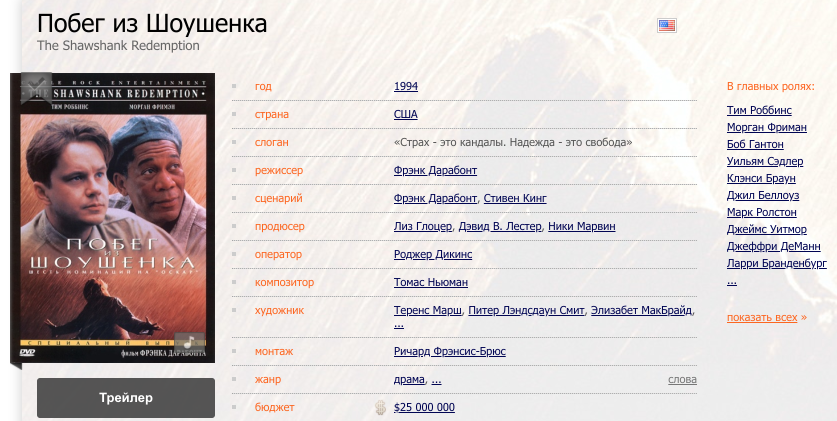 Побег из Шоушенка
The Shawshank Redemption
CASTLE ROCK ENTERTAINMENT
· THE SHAWSHANK REDEMPTION ·
ТИМ РОББИНС МОРГАН ФРИМЭН
ПОБЕГ
ИЗ
ШОУШЕНКА
ШЕСТЬ НОМИНАЦИЙ НА "ОСКАР"
СПЕЦИАЛЬНЫЙ
DVD фильм ФРЭНКА ДАРАБОНТА
Трейлер
год 1994
страна США
слоган «Страх - это кандалы. Надежда - это свобода»
режиссер Фрэнк Дарабонт
сценарий Фрэнк Дарабонт, Стивен Кинг
продюсер Лиз Глоцер, Дэвид В. Лестер, Ники Марвин
оператор Роджер Дикинс
композитор Томас Ньюман
художник Теренс Марш, Питер Лэндсдаун Смит, Элизабет МакБрайд,
...
монтаж Ричард Фрэнсис-Брюс
жанр драма, ... слова
бюджет $25 000 000
В главных ролях:
Тим Роббинс
Морган Фриман
Боб Гантон
Уильям Сэдлер
Клэнси Браун
Джил Беллоуз
Марк Ролстон
Джеймс Уитмор
Джеффри ДеМанн
Ларри Бранденбург
...
показать всех »